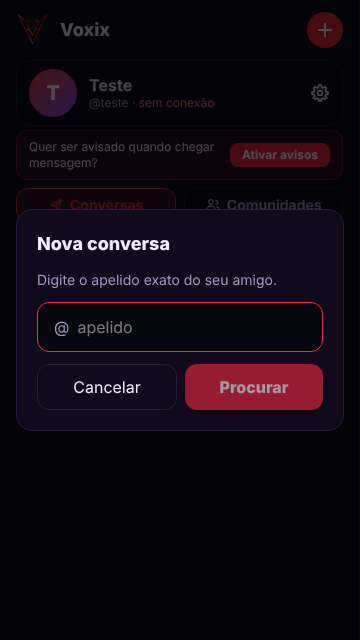 Voxix
T
Teste
@teste · sem conexão
Quer ser avisado quando chegar
mensagem?
Ativar avisos
Conversas
Comunidades
Nova conversa
Digite o apelido exato do seu amigo.
@ apelido
Cancelar
Procurar